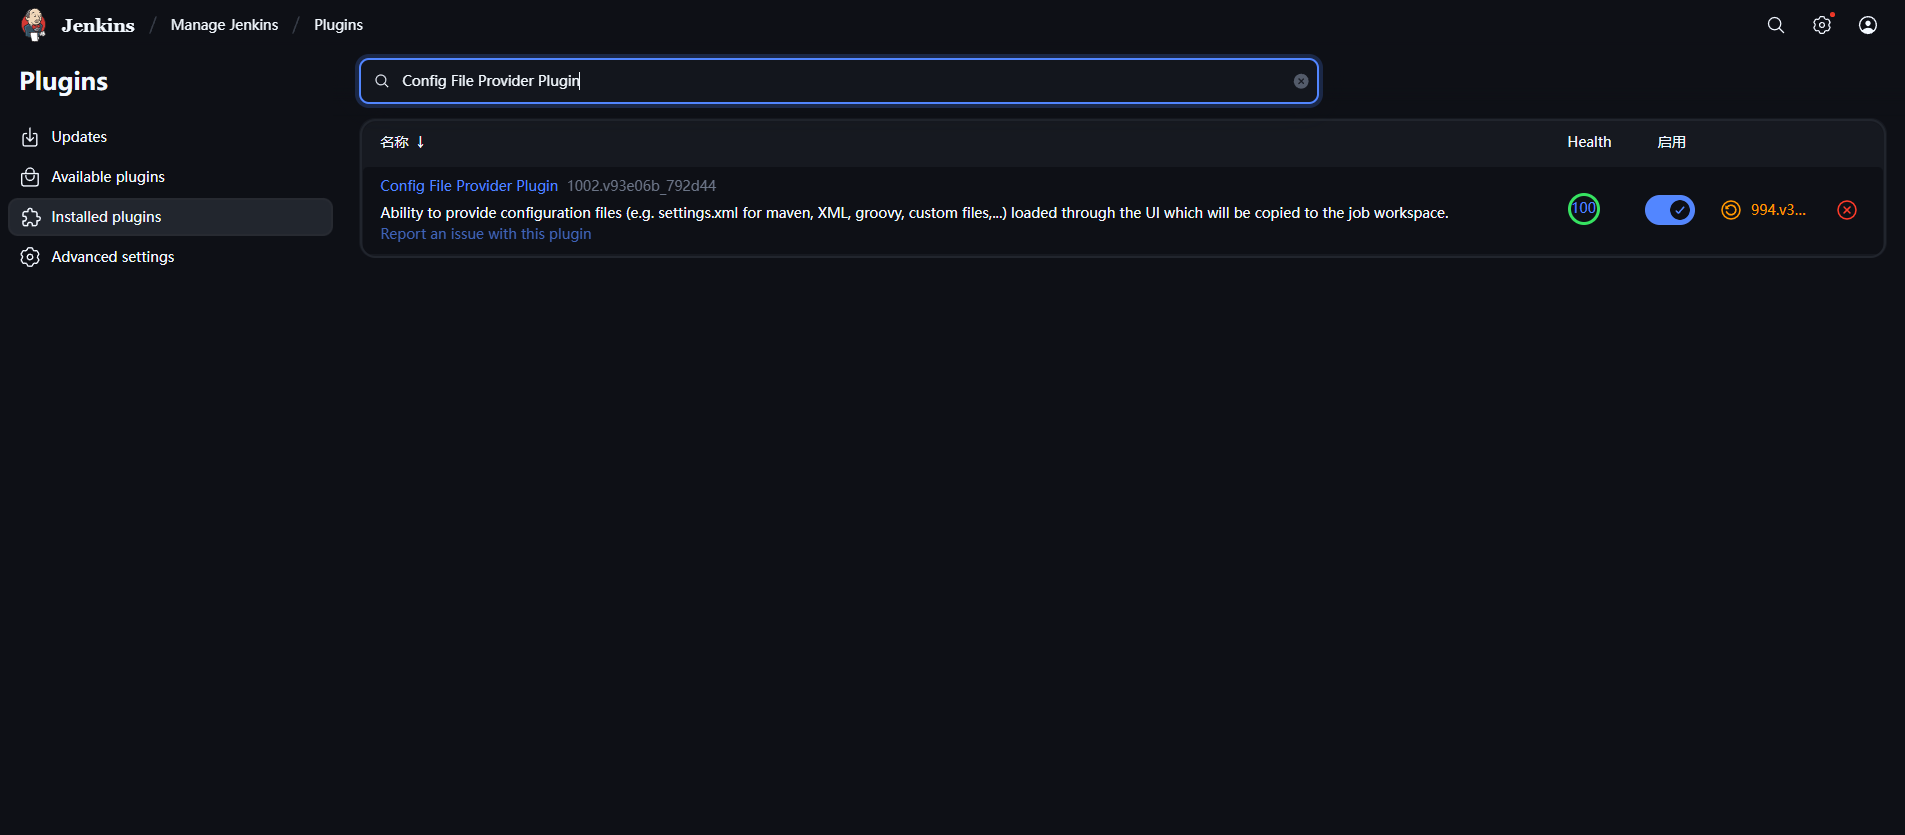 Jenkins / Manage Jenkins / Plugins
Plugins
Updates
Available plugins
Installed plugins
Advanced settings
Config File Provider Plugin
名称 ↓ Health 启用
Config File Provider Plugin 1002.v93e06b_792d44
Ability to provide configuration files (e.g. settings.xml for maven, XML, groovy, custom files,...) loaded through the UI which will be copied to the job workspace.
Report an issue with this plugin
100
994.v3...